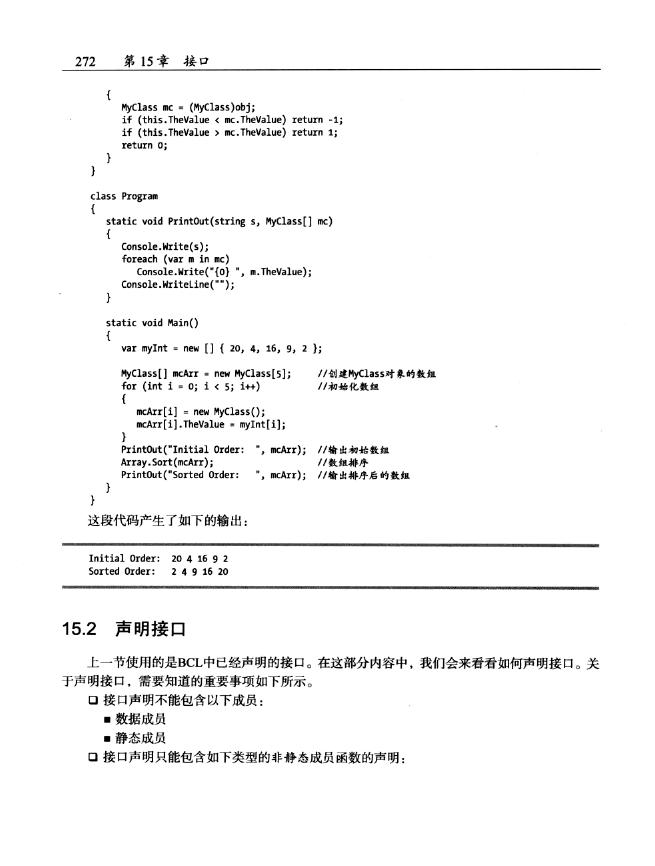 272 第15章 接口
{
MyClass mc = (MyClass)obj;
if (this.TheValue < mc.TheValue) return -1;
if (this.TheValue > mc.TheValue) return 1;
return 0;
}
}
class Program
{
static void PrintOut(string s, MyClass[] mc)
{
Console.Write(s);
foreach (var m in mc)
Console.Write("{0} ", m.TheValue);
Console.WriteLine("");
}
static void Main()
{
var myInt = new [] { 20, 4, 16, 9, 2 };
MyClass[] mcArr = new MyClass[5]; //创建MyClass对象的数组
for (int i = 0; i < 5; i++) //初始化数组
{
mcArr[i] = new MyClass();
mcArr[i].TheValue = myInt[i];
}
PrintOut("Initial Order: ", mcArr); //输出初始数组
Array.Sort(mcArr); //数组排序
PrintOut("Sorted Order: ", mcArr); //输出排序后的数组
}
}
这段代码产生了如下的输出：
Initial Order: 20 4 16 9 2
Sorted Order: 2 4 9 16 20
15.2 声明接口
上一节使用的是BCL中已经声明的接口。在这部分内容中，我们会来看看如何声明接口。关
于声明接口，需要知道的重要事项如下所示。
❑ 接口声明不能包含以下成员：
■ 数据成员
■ 静态成员
❑ 接口声明只能包含如下类型的非静态成员函数的声明：